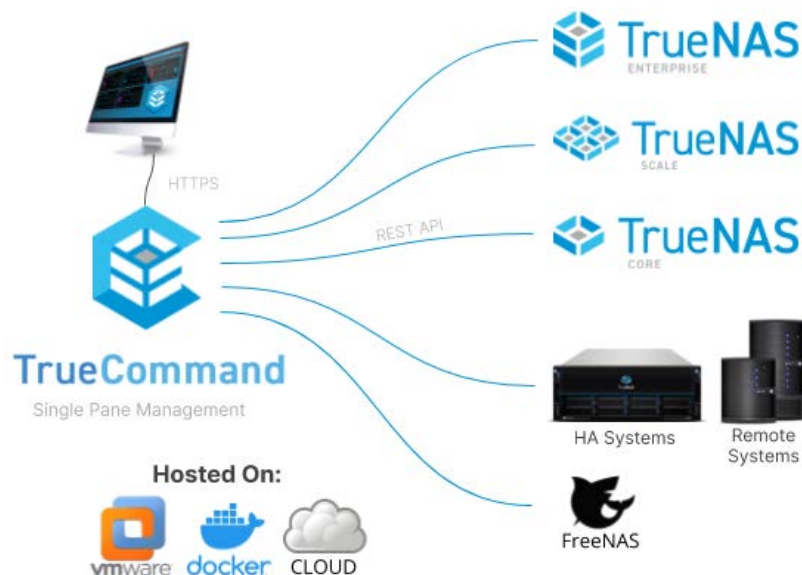 TrueNAS
ENTERPRISE
HTTPS
TrueNAS
SCALE
REST API
TrueNAS
CORE
TrueCommand
Single Pane Management
HA Systems
Remote
Systems
Hosted On:
vmware
docker
CLOUD
FreeNAS